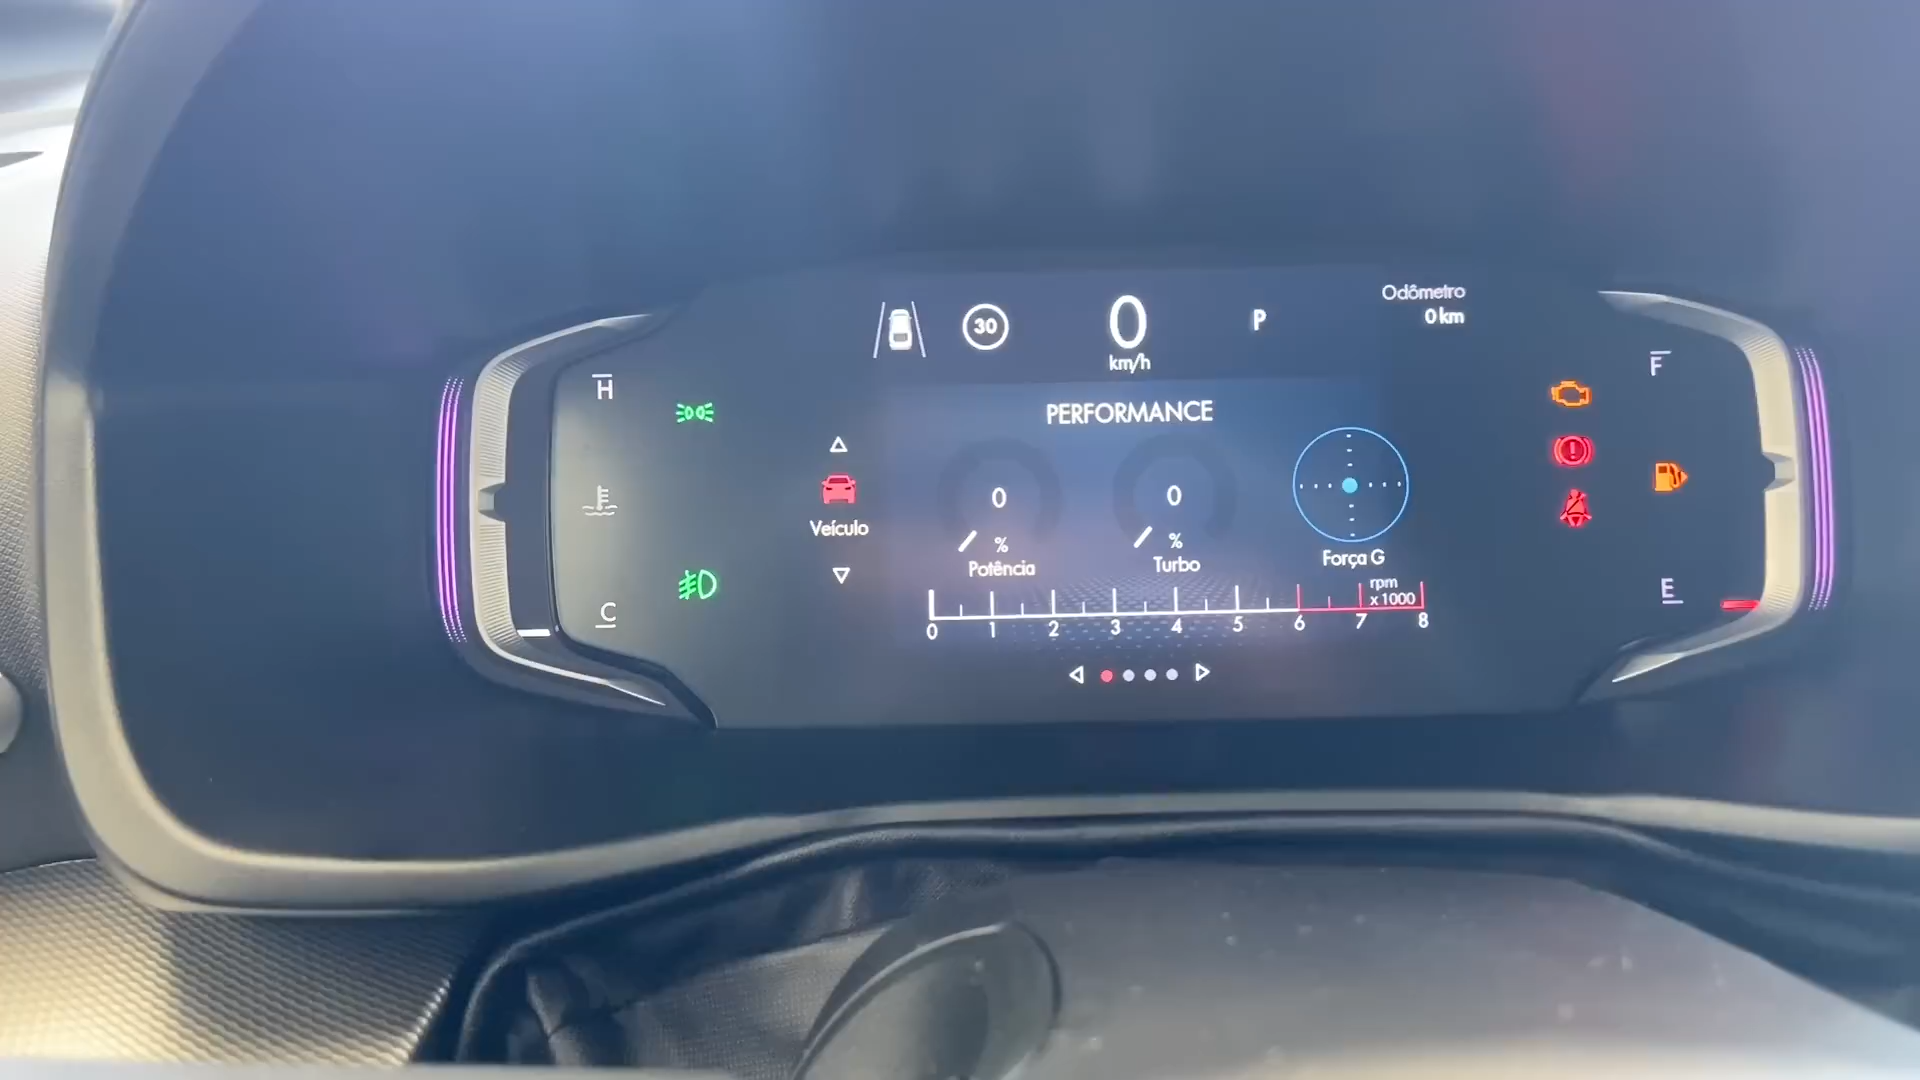 Odômetro
0 km
30
0
km/h
P
H
C
Veículo
PERFORMANCE
0
%
Potência
0
%
Turbo
Força G
rpm
x 1000
0 1 2 3 4 5 6 7 8
F
E